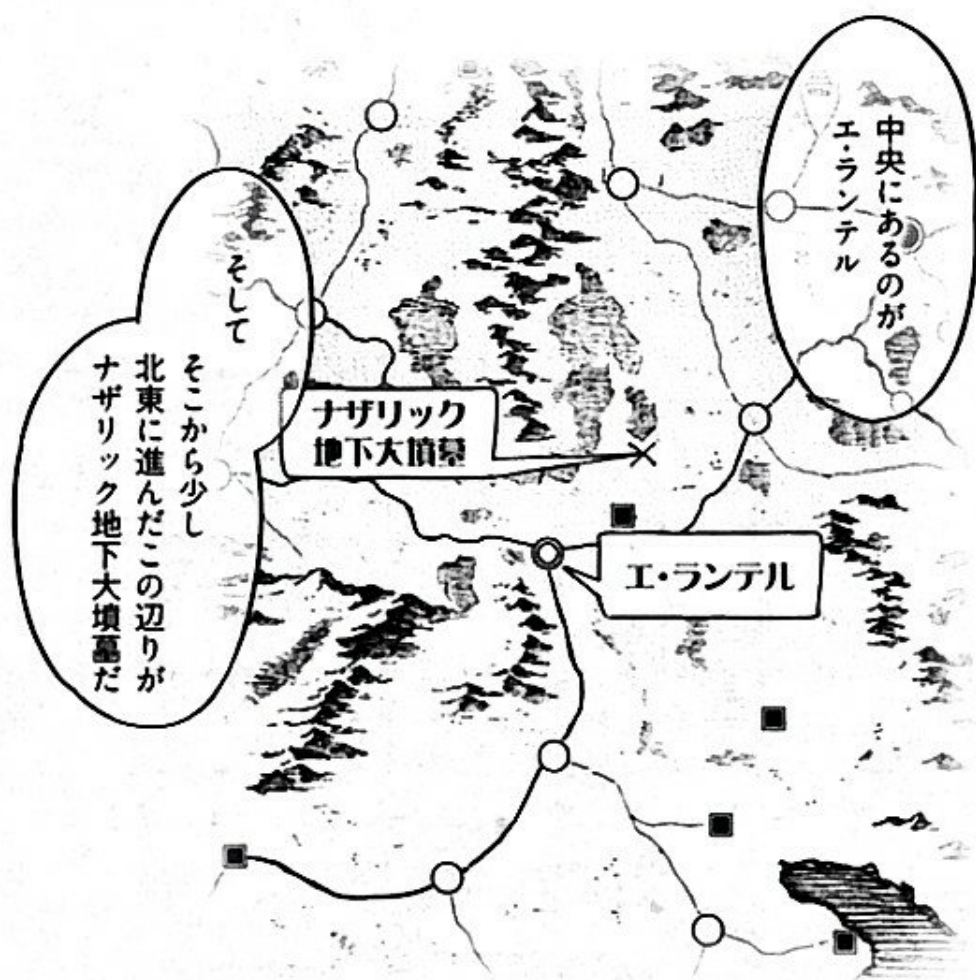 中央にあるのが
エ・ランテル
そして
そこから少し
北東に進んだこの辺りが
ナザリック地下大墳墓だ
ナザリック
地下大墳墓
エ・ランテル